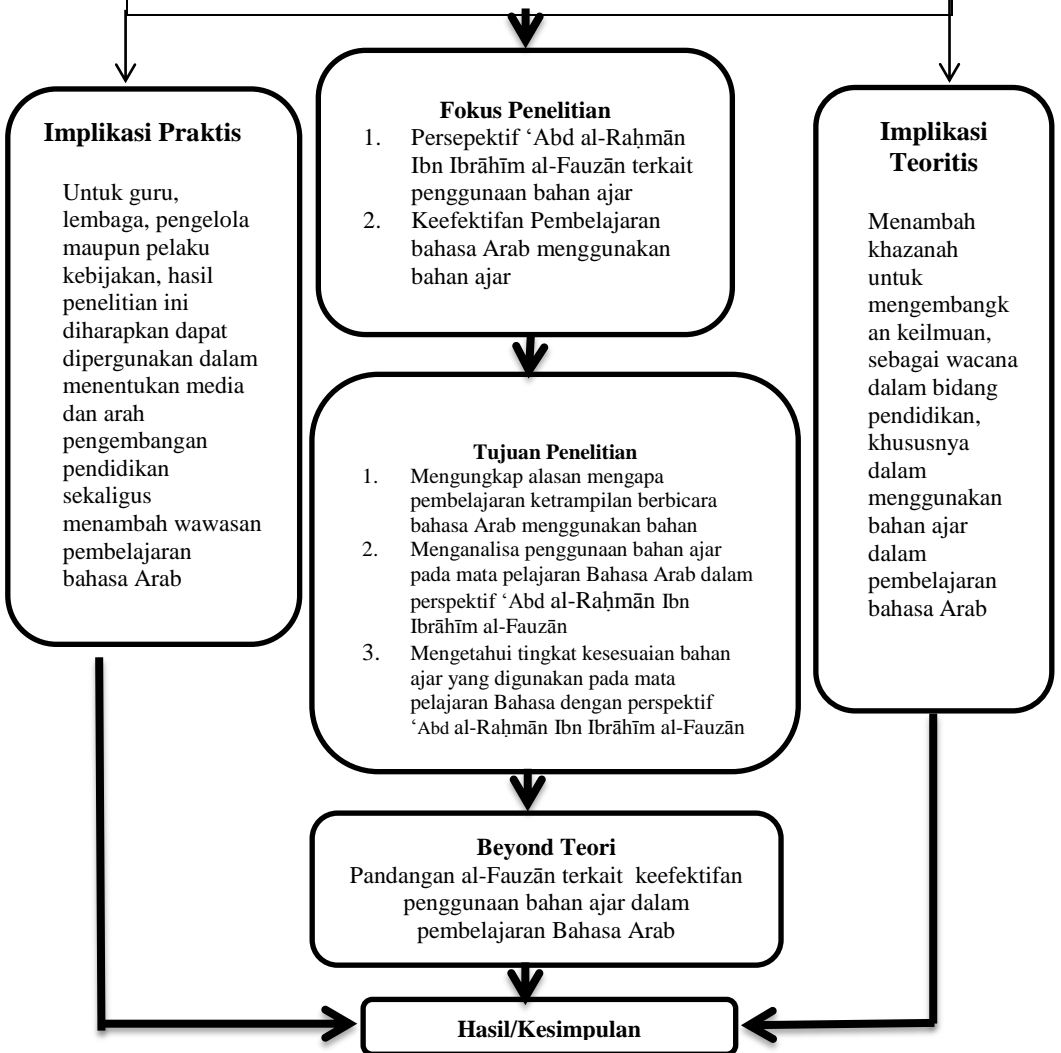 Implikasi Praktis
Untuk guru,
lembaga, pengelola
maupun pelaku
kebijakan, hasil
penelitian ini
diharapkan dapat
dipergunakan dalam
menentukan media
dan arah
pengembangan
pendidikan
sekaligus
menambah wawasan
pembelajaran
bahasa Arab
Fokus Penelitian
1. Persepektif ‘Abd al-Raḥmān
Ibn Ibrāhīm al-Fauzān terkait
penggunaan bahan ajar
2. Keefektifan Pembelajaran
bahasa Arab menggunakan
bahan ajar
Tujuan Penelitian
1. Mengungkap alasan mengapa
pembelajaran ketrampilan berbicara
bahasa Arab menggunakan bahan
2. Menganalisa penggunaan bahan ajar
pada mata pelajaran Bahasa Arab dalam
perspektif ‘Abd al-Raḥmān Ibn
Ibrāhīm al-Fauzān
3. Mengetahui tingkat kesesuaian bahan
ajar yang digunakan pada mata
pelajaran Bahasa dengan perspektif
‘Abd al-Raḥmān Ibn Ibrāhīm al-Fauzān
Beyond Teori
Pandangan al-Fauzān terkait keefektifan
penggunaan bahan ajar dalam
pembelajaran Bahasa Arab
Implikasi
Teoritis
Menambah
khazanah
untuk
mengembangk
an keilmuan,
sebagai wacana
dalam bidang
pendidikan,
khususnya
dalam
menggunakan
bahan ajar
dalam
pembelajaran
bahasa Arab
Hasil/Kesimpulan